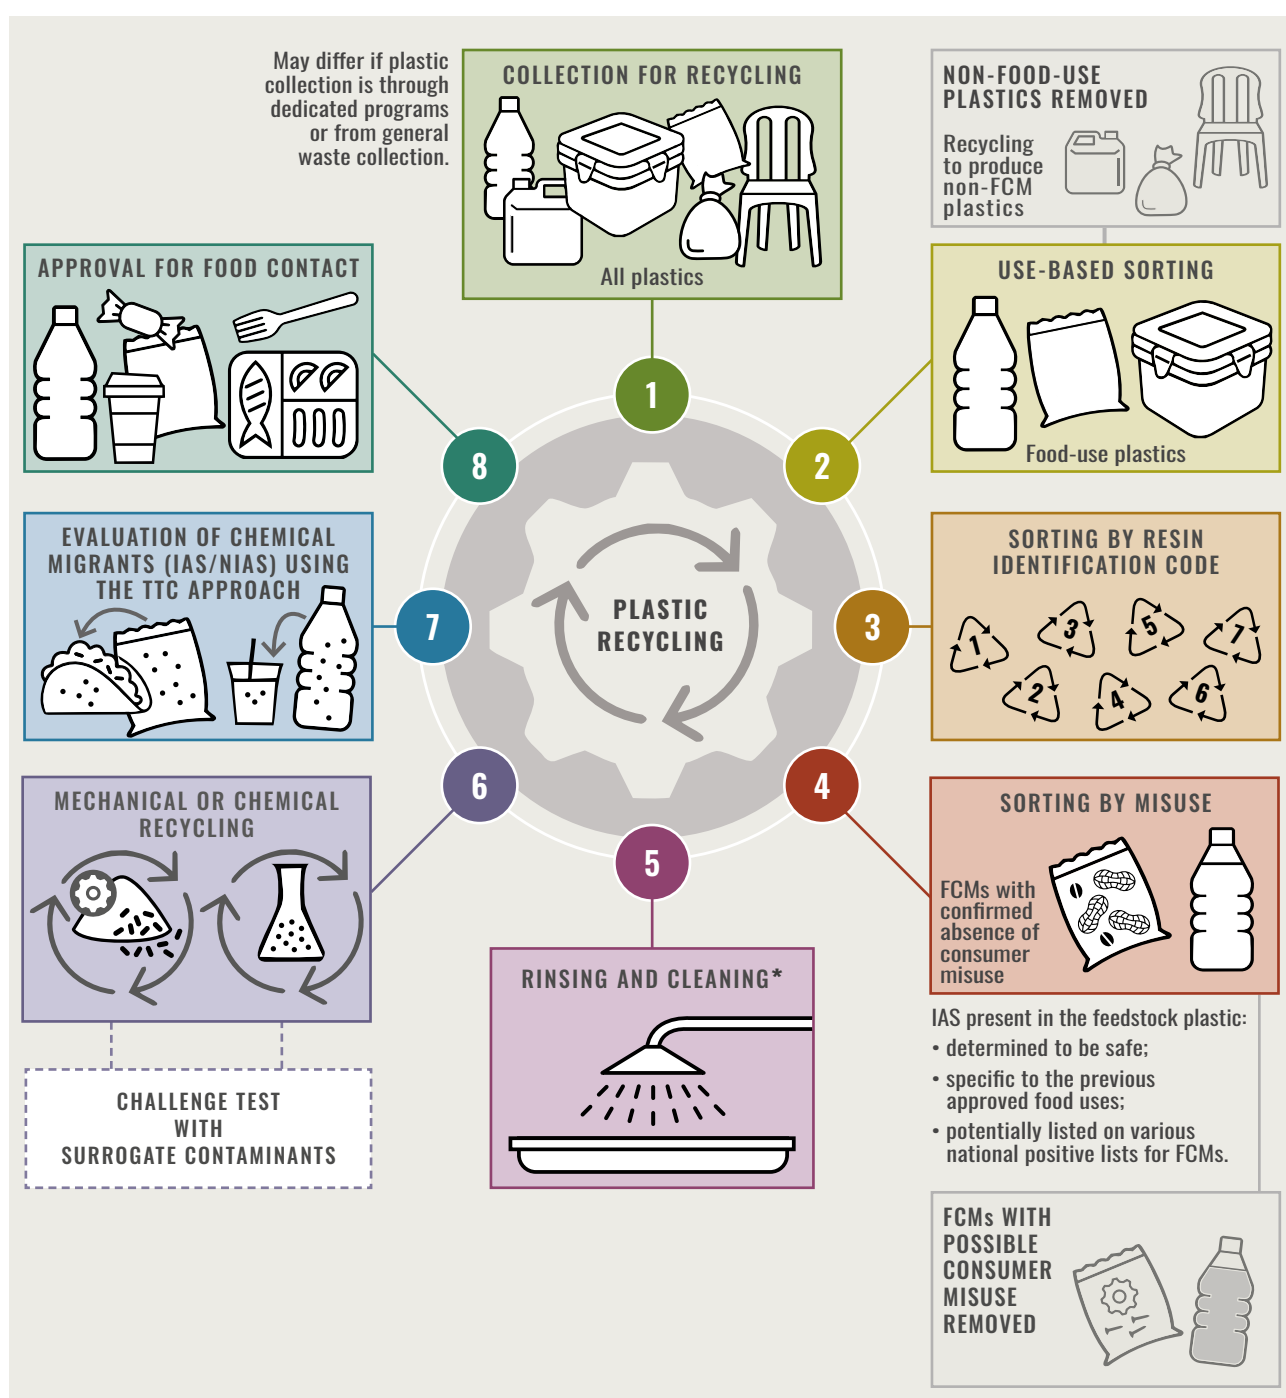 May differ if plastic
collection is through
dedicated programs
or from general
waste collection.
COLLECTION FOR RECYCLING
All plastics
NON-FOOD-USE
PLASTICS REMOVED
Recycling
to produce
non-FCM
plastics
APPROVAL FOR FOOD CONTACT
USE-BASED SORTING
Food-use plastics
1
2
3
4
5
6
7
8
PLASTIC
RECYCLING
EVALUATION OF CHEMICAL
MIGRANTS (IAS/NIAS) USING
THE TTC APPROACH
SORTING BY RESIN
IDENTIFICATION CODE
1
3
5
7
2
4
6
MECHANICAL OR CHEMICAL
RECYCLING
SORTING BY MISUSE
FCMs with
confirmed
absence of
consumer
misuse
RINSING AND CLEANING*
CHALLENGE TEST
WITH
SURROGATE CONTAMINANTS
IAS present in the feedstock plastic:
• determined to be safe;
• specific to the previous
approved food uses;
• potentially listed on various
national positive lists for FCMs.
FCMs WITH
POSSIBLE
CONSUMER
MISUSE
REMOVED